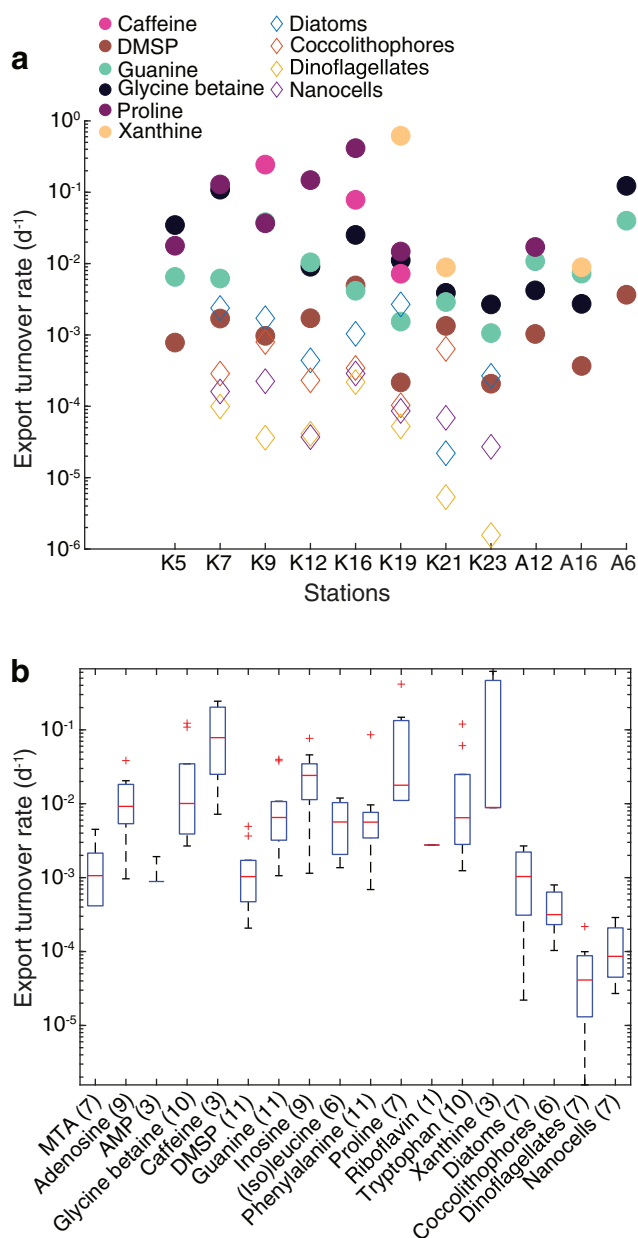 a
Caffeine
DMSP
Guanine
Glycine betaine
Proline
Xanthine
Diatoms
Coccolithophores
Dinoflagellates
Nanocells
Export turnover rate (d⁻¹)
10⁰
10⁻¹
10⁻²
10⁻³
10⁻⁴
10⁻⁵
10⁻⁶
K5 K7 K9 K12 K16 K19 K21 K23 A12 A16 A6
Stations
b
Export turnover rate (d⁻¹)
10⁻¹
10⁻²
10⁻³
10⁻⁴
10⁻⁵
MTA (7)
Adenosine (9)
AMP (3)
Glycine betaine (10)
Caffeine (3)
DMSP (11)
Guanine (11)
Inosine (9)
(Iso)leucine (6)
Phenylalanine (11)
Proline (7)
Riboflavin (1)
Tryptophan (10)
Xanthine (3)
Diatoms (7)
Coccolithophores (6)
Dinoflagellates (7)
Nanocells (7)